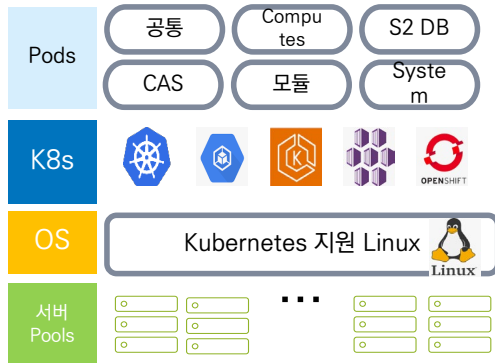 Pods
공통
Compu
tes
S2 DB
CAS
모듈
Syste
m
K8s
OPENSHIFT
OS
Kubernetes 지원 Linux
Linux
서버
Pools
...